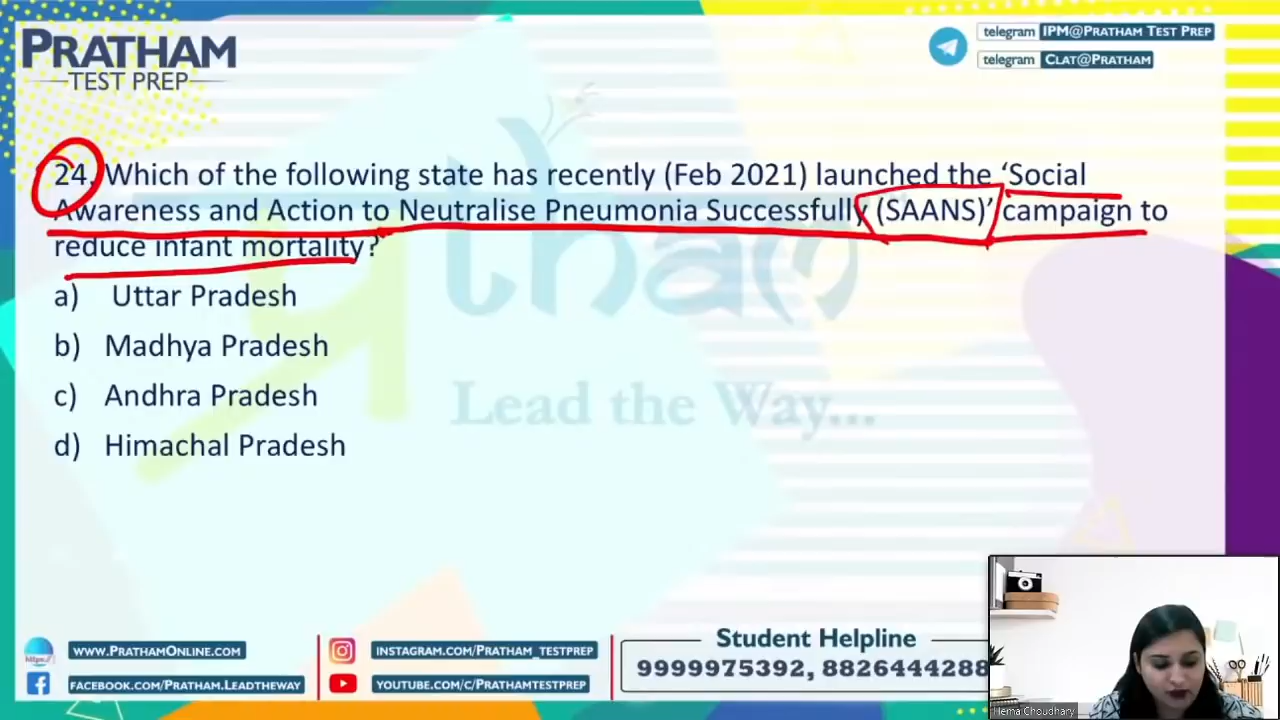 PRATHAM
TEST PREP
telegram IPM@PRATHAM TEST PREP
telegram CLAT@PRATHAM
24. Which of the following state has recently (Feb 2021) launched the ‘Social
Awareness and Action to Neutralise Pneumonia Successfully (SAANS)’ campaign to
reduce infant mortality?
a) Uttar Pradesh
b) Madhya Pradesh
c) Andhra Pradesh
d) Himachal Pradesh
Lead the Way...
Student Helpline
9999975392, 8826444288
https://
WWW.PRATHAMONLINE.COM
FACEBOOK.COM/PRATHAM.LEADTHEWAY
INSTAGRAM.COM/PRATHAM_TESTPREP
YOUTUBE.COM/C/PRATHAMTESTPREP
Hema Choudhary